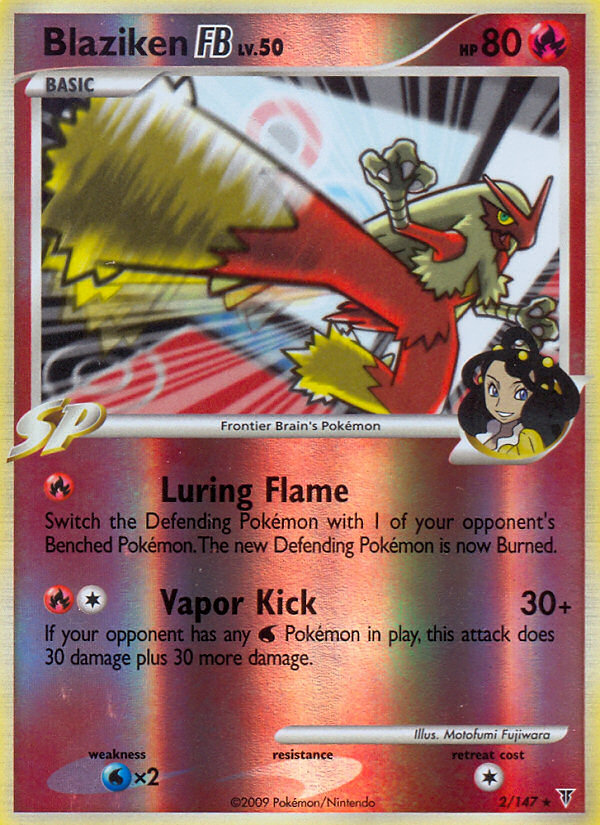 Blaziken FB LV.50 HP 80
BASIC
SP
Frontier Brain's Pokémon
Luring Flame
Switch the Defending Pokémon with 1 of your opponent's
Benched Pokémon. The new Defending Pokémon is now Burned.
Vapor Kick 30+
If your opponent has any Pokémon in play, this attack does
30 damage plus 30 more damage.
Illus. Motofumi Fujiwara
weakness resistance retreat cost
×2
©2009 Pokémon/Nintendo 2/147 ★